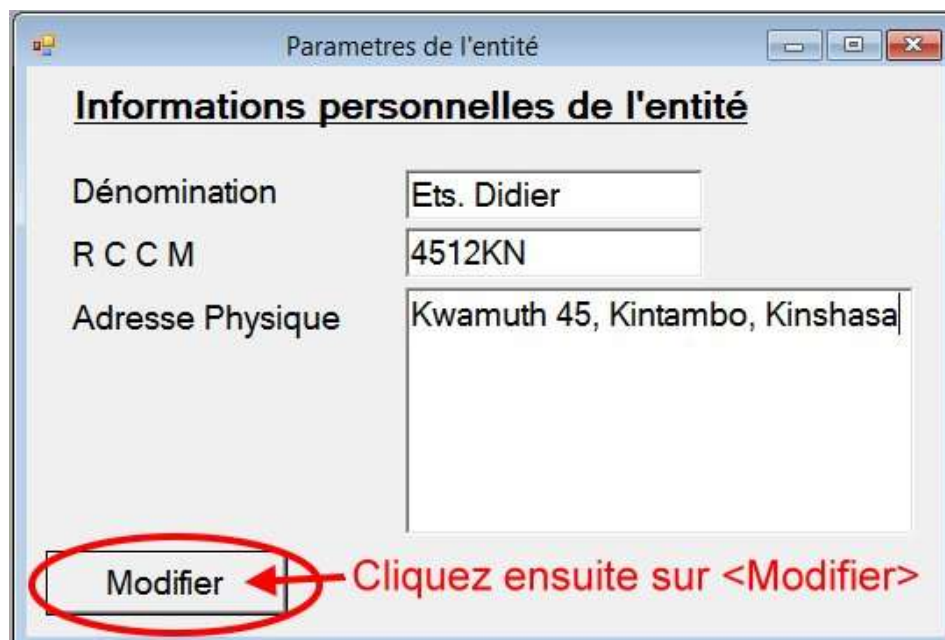 Parametres de l'entité
Informations personnelles de l'entité
Dénomination
Ets. Didier
R C C M
4512KN
Adresse Physique
Kwamuth 45, Kintambo, Kinshasa
Modifier
Cliquez ensuite sur <Modifier>